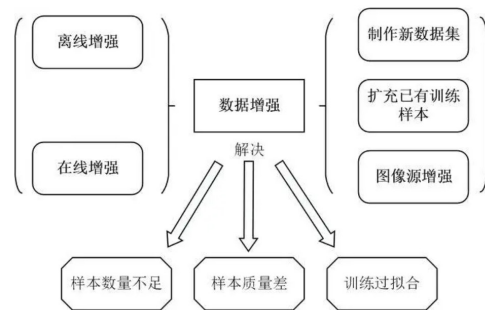 离线增强
在线增强
数据增强
解决
制作新数据集
扩充已有训练
样本
图像源增强
样本数量不足
样本质量差
训练过拟合